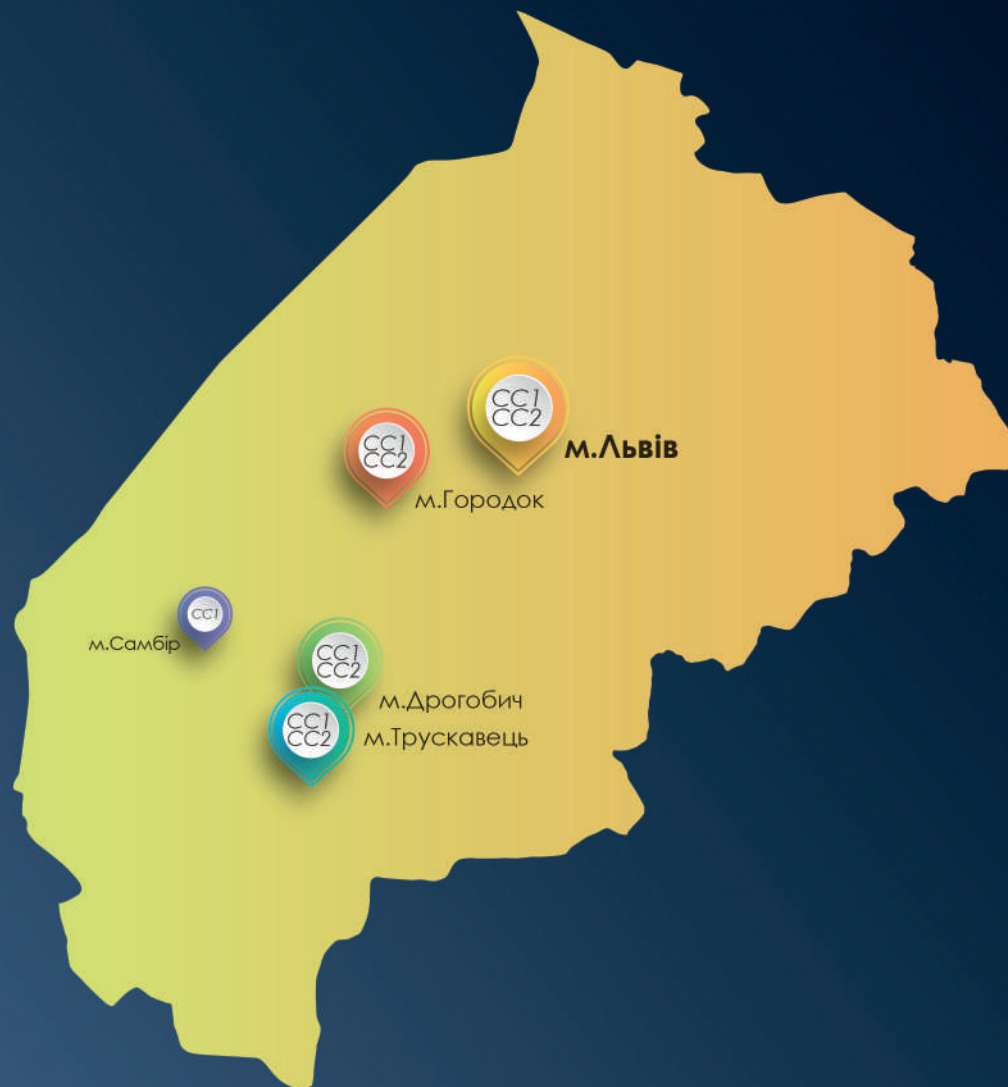 CC1
CC2
м.Львів
CC1
CC2
м.Городок
CC1
м.Самбір
CC1
CC2
м.Дрогобич
CC1
CC2
м.Трускавець